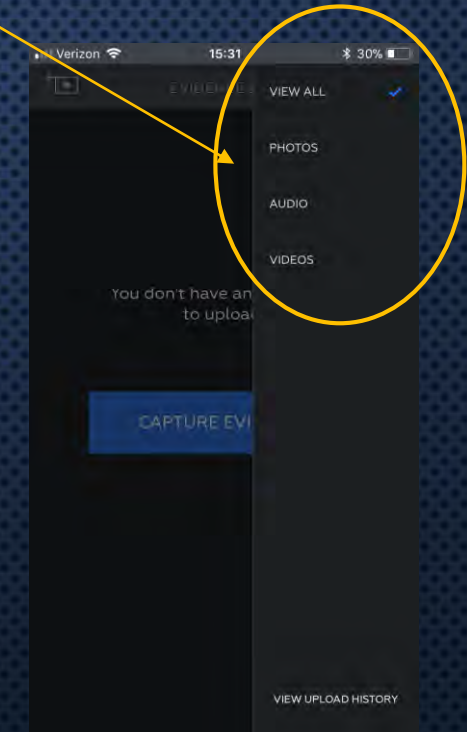 Verizon 15:31 30%
VIEW ALL
PHOTOS
AUDIO
VIDEOS
You don't have an
to uploa
CAPTURE EVI
VIEW UPLOAD HISTORY